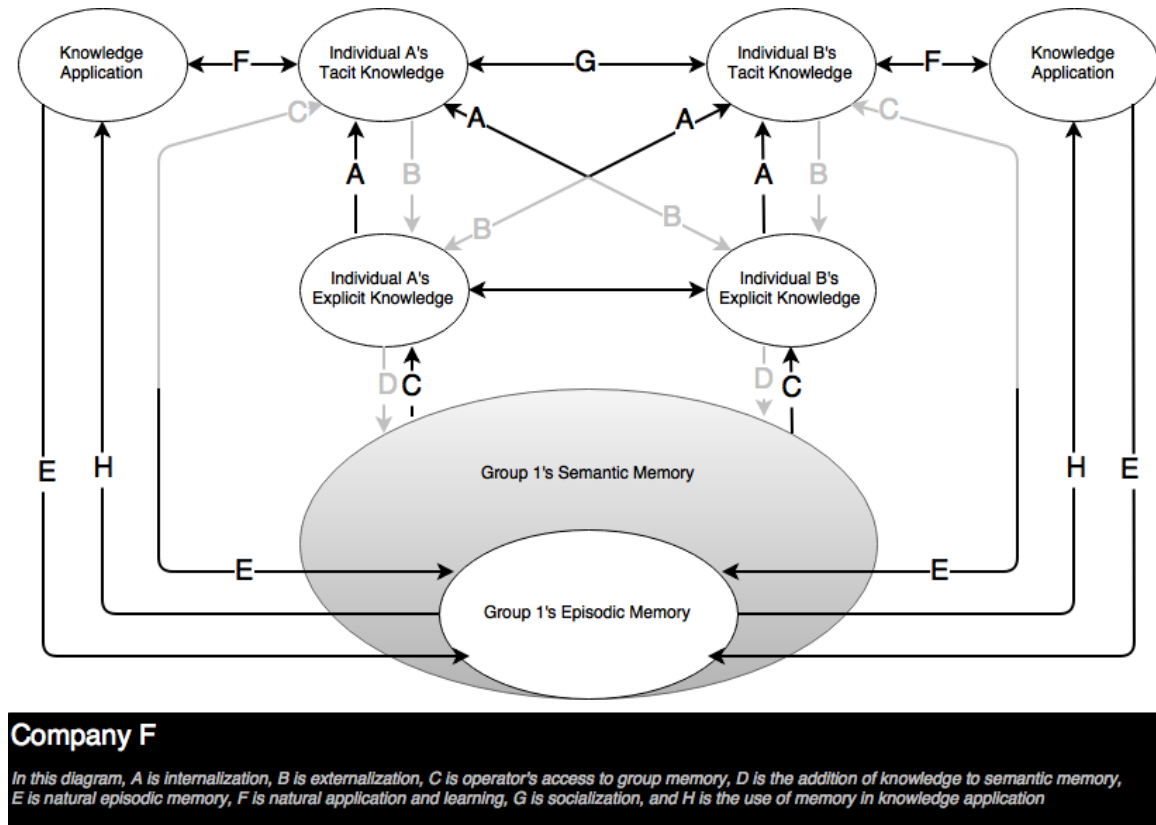 Knowledge
Application
F
Individual A's
Tacit Knowledge
G
Individual B's
Tacit Knowledge
F
Knowledge
Application
C
A
A
C
A
B
A
B
B
B
Individual A's
Explicit Knowledge
Individual B's
Explicit Knowledge
D
C
D
C
E
H
Group 1's Semantic Memory
H
E
E
E
Group 1's Episodic Memory
Company F
In this diagram, A is internalization, B is externalization, C is operator's access to group memory, D is the addition of knowledge to semantic memory,
E is natural episodic memory, F is natural application and learning, G is socialization, and H is the use of memory in knowledge application